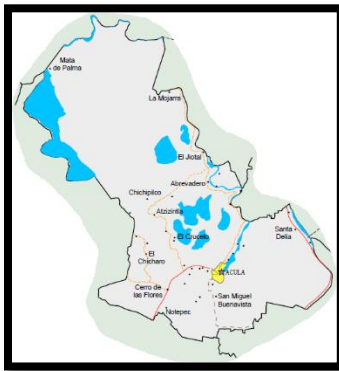 Mata
de Palma
La Mojarra
El Jiotal
Abrevadero
Chichipilco
Atzizintla
El Crucero
Santa
Delia
El
Chicharo
ACULA
Cerro de
las Flores
San Miguel
Buenavista
Notepec